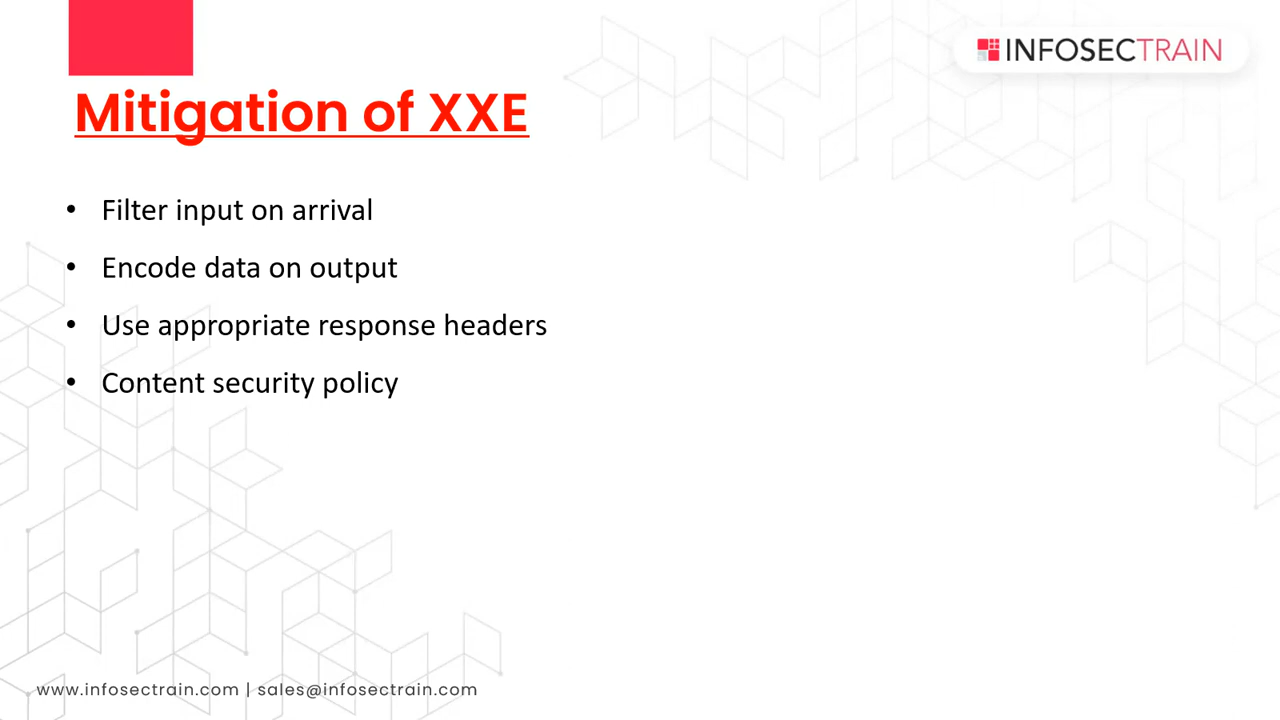 INFOSECTRAIN
Mitigation of XXE
• Filter input on arrival
• Encode data on output
• Use appropriate response headers
• Content security policy
www.infosectrain.com | sales@infosectrain.com